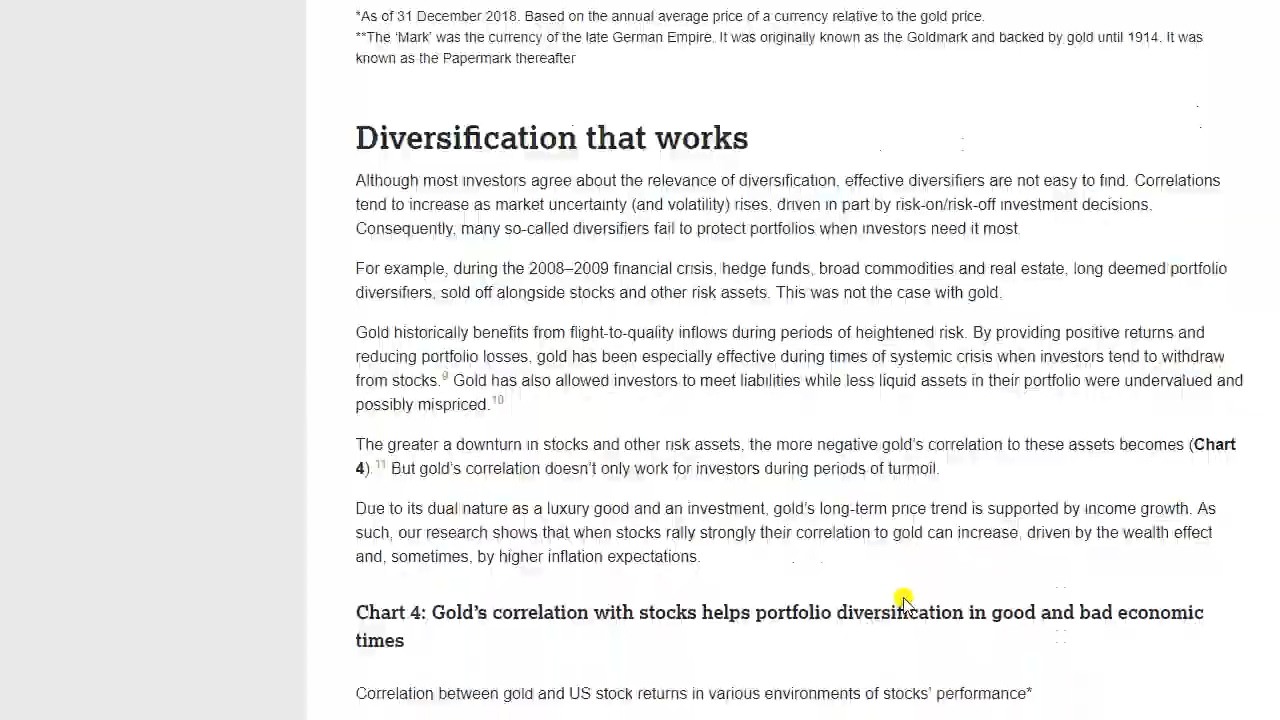 *As of 31 December 2018. Based on the annual average price of a currency relative to the gold price.
**The ‘Mark’ was the currency of the late German Empire. It was originally known as the Goldmark and backed by gold until 1914. It was
known as the Papermark thereafter
Diversification that works
Although most investors agree about the relevance of diversification, effective diversifiers are not easy to find. Correlations
tend to increase as market uncertainty (and volatility) rises, driven in part by risk-on/risk-off investment decisions.
Consequently, many so-called diversifiers fail to protect portfolios when investors need it most.
For example, during the 2008–2009 financial crisis, hedge funds, broad commodities and real estate, long deemed portfolio
diversifiers, sold off alongside stocks and other risk assets. This was not the case with gold.
Gold historically benefits from flight-to-quality inflows during periods of heightened risk. By providing positive returns and
reducing portfolio losses, gold has been especially effective during times of systemic crisis when investors tend to withdraw
from stocks.9 Gold has also allowed investors to meet liabilities while less liquid assets in their portfolio were undervalued and
possibly mispriced.10
The greater a downturn in stocks and other risk assets, the more negative gold’s correlation to these assets becomes (Chart
4).11 But gold’s correlation doesn’t only work for investors during periods of turmoil.
Due to its dual nature as a luxury good and an investment, gold’s long-term price trend is supported by income growth. As
such, our research shows that when stocks rally strongly their correlation to gold can increase, driven by the wealth effect
and, sometimes, by higher inflation expectations.
Chart 4: Gold’s correlation with stocks helps portfolio diversification in good and bad economic
times
Correlation between gold and US stock returns in various environments of stocks’ performance*